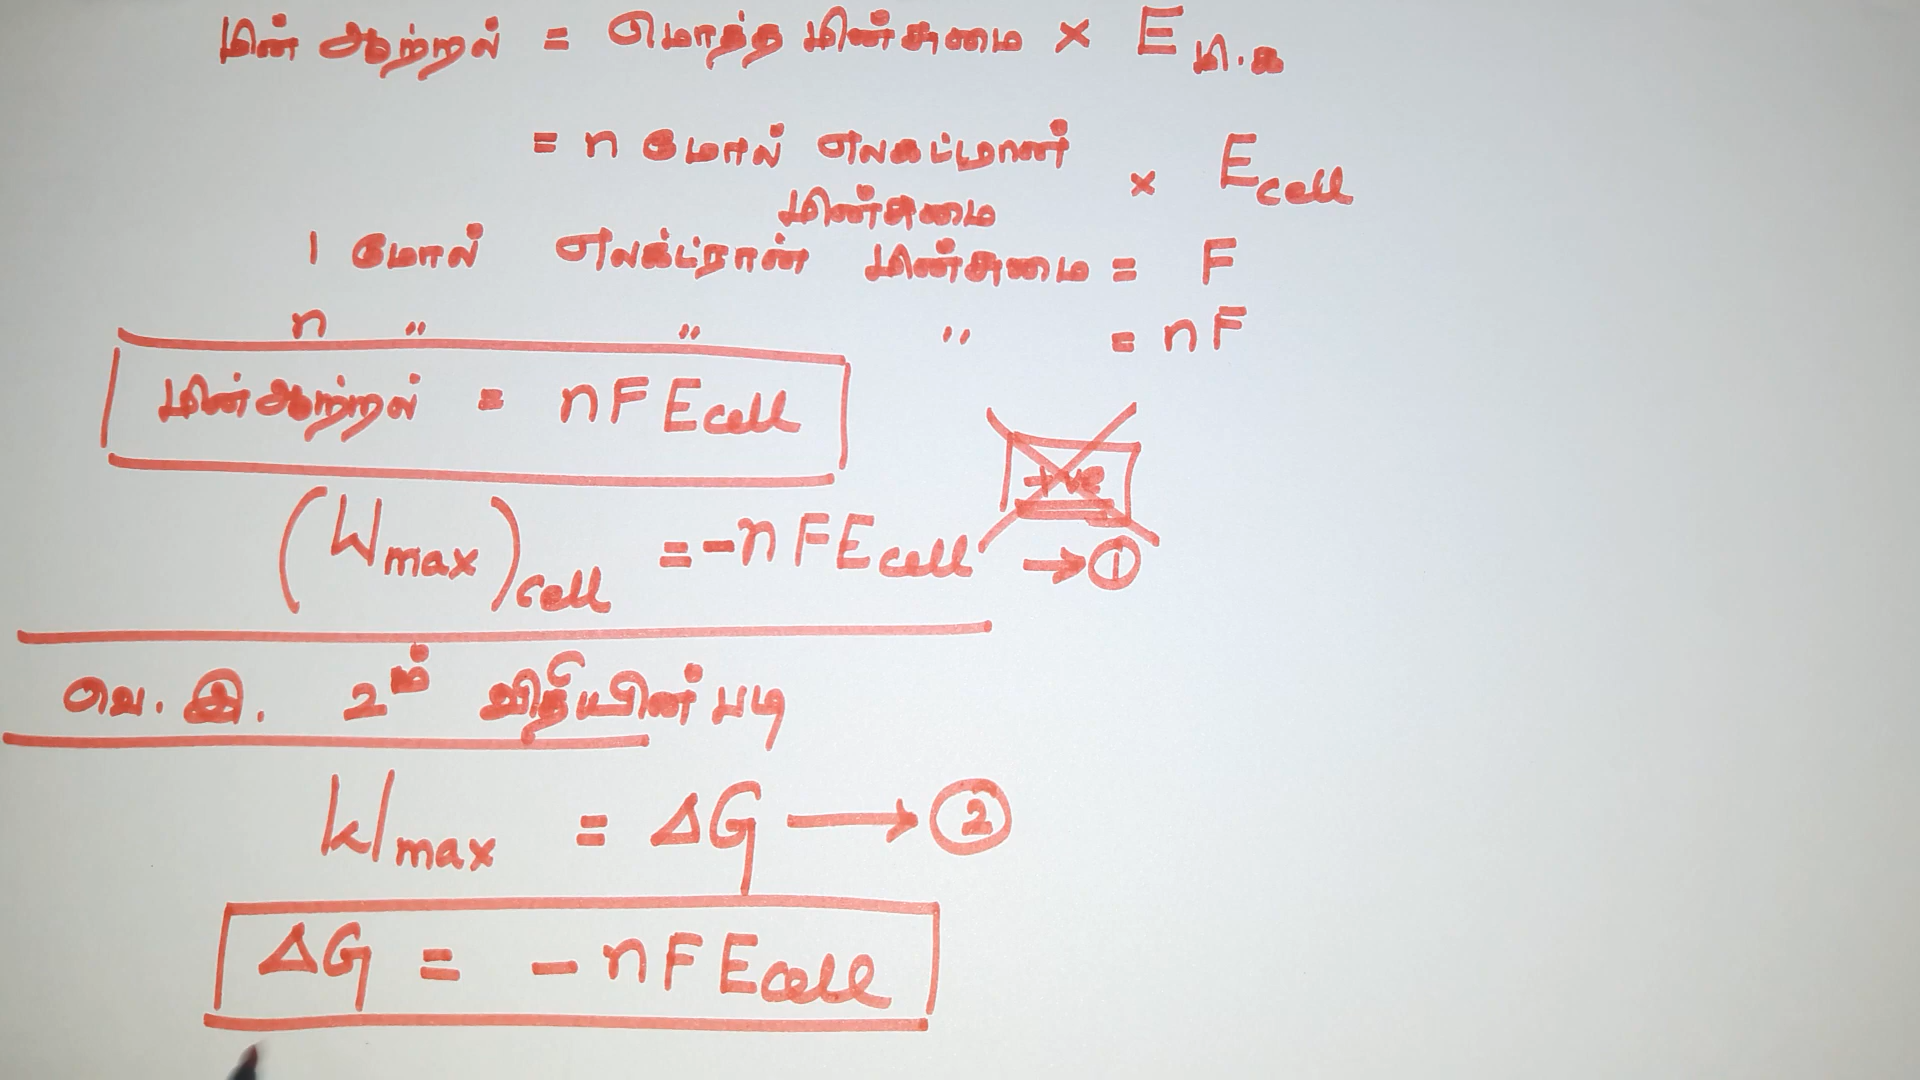 மின் ஆற்றல் = மொத்த மின்சுமை × E மி.க
= n மோல் எலக்ட்ரான் மின்சுமை × Ecell
1 மோல் எலக்ட்ரான் மின்சுமை = F
n " " " = nF
மின்ஆற்றல் = nFEcell
+ve
(Wmax)cell = -nFEcell → ①
வெ.இ. 2ம் விதியின் படி
Wmax = ΔG → ②
ΔG = - nFEcell